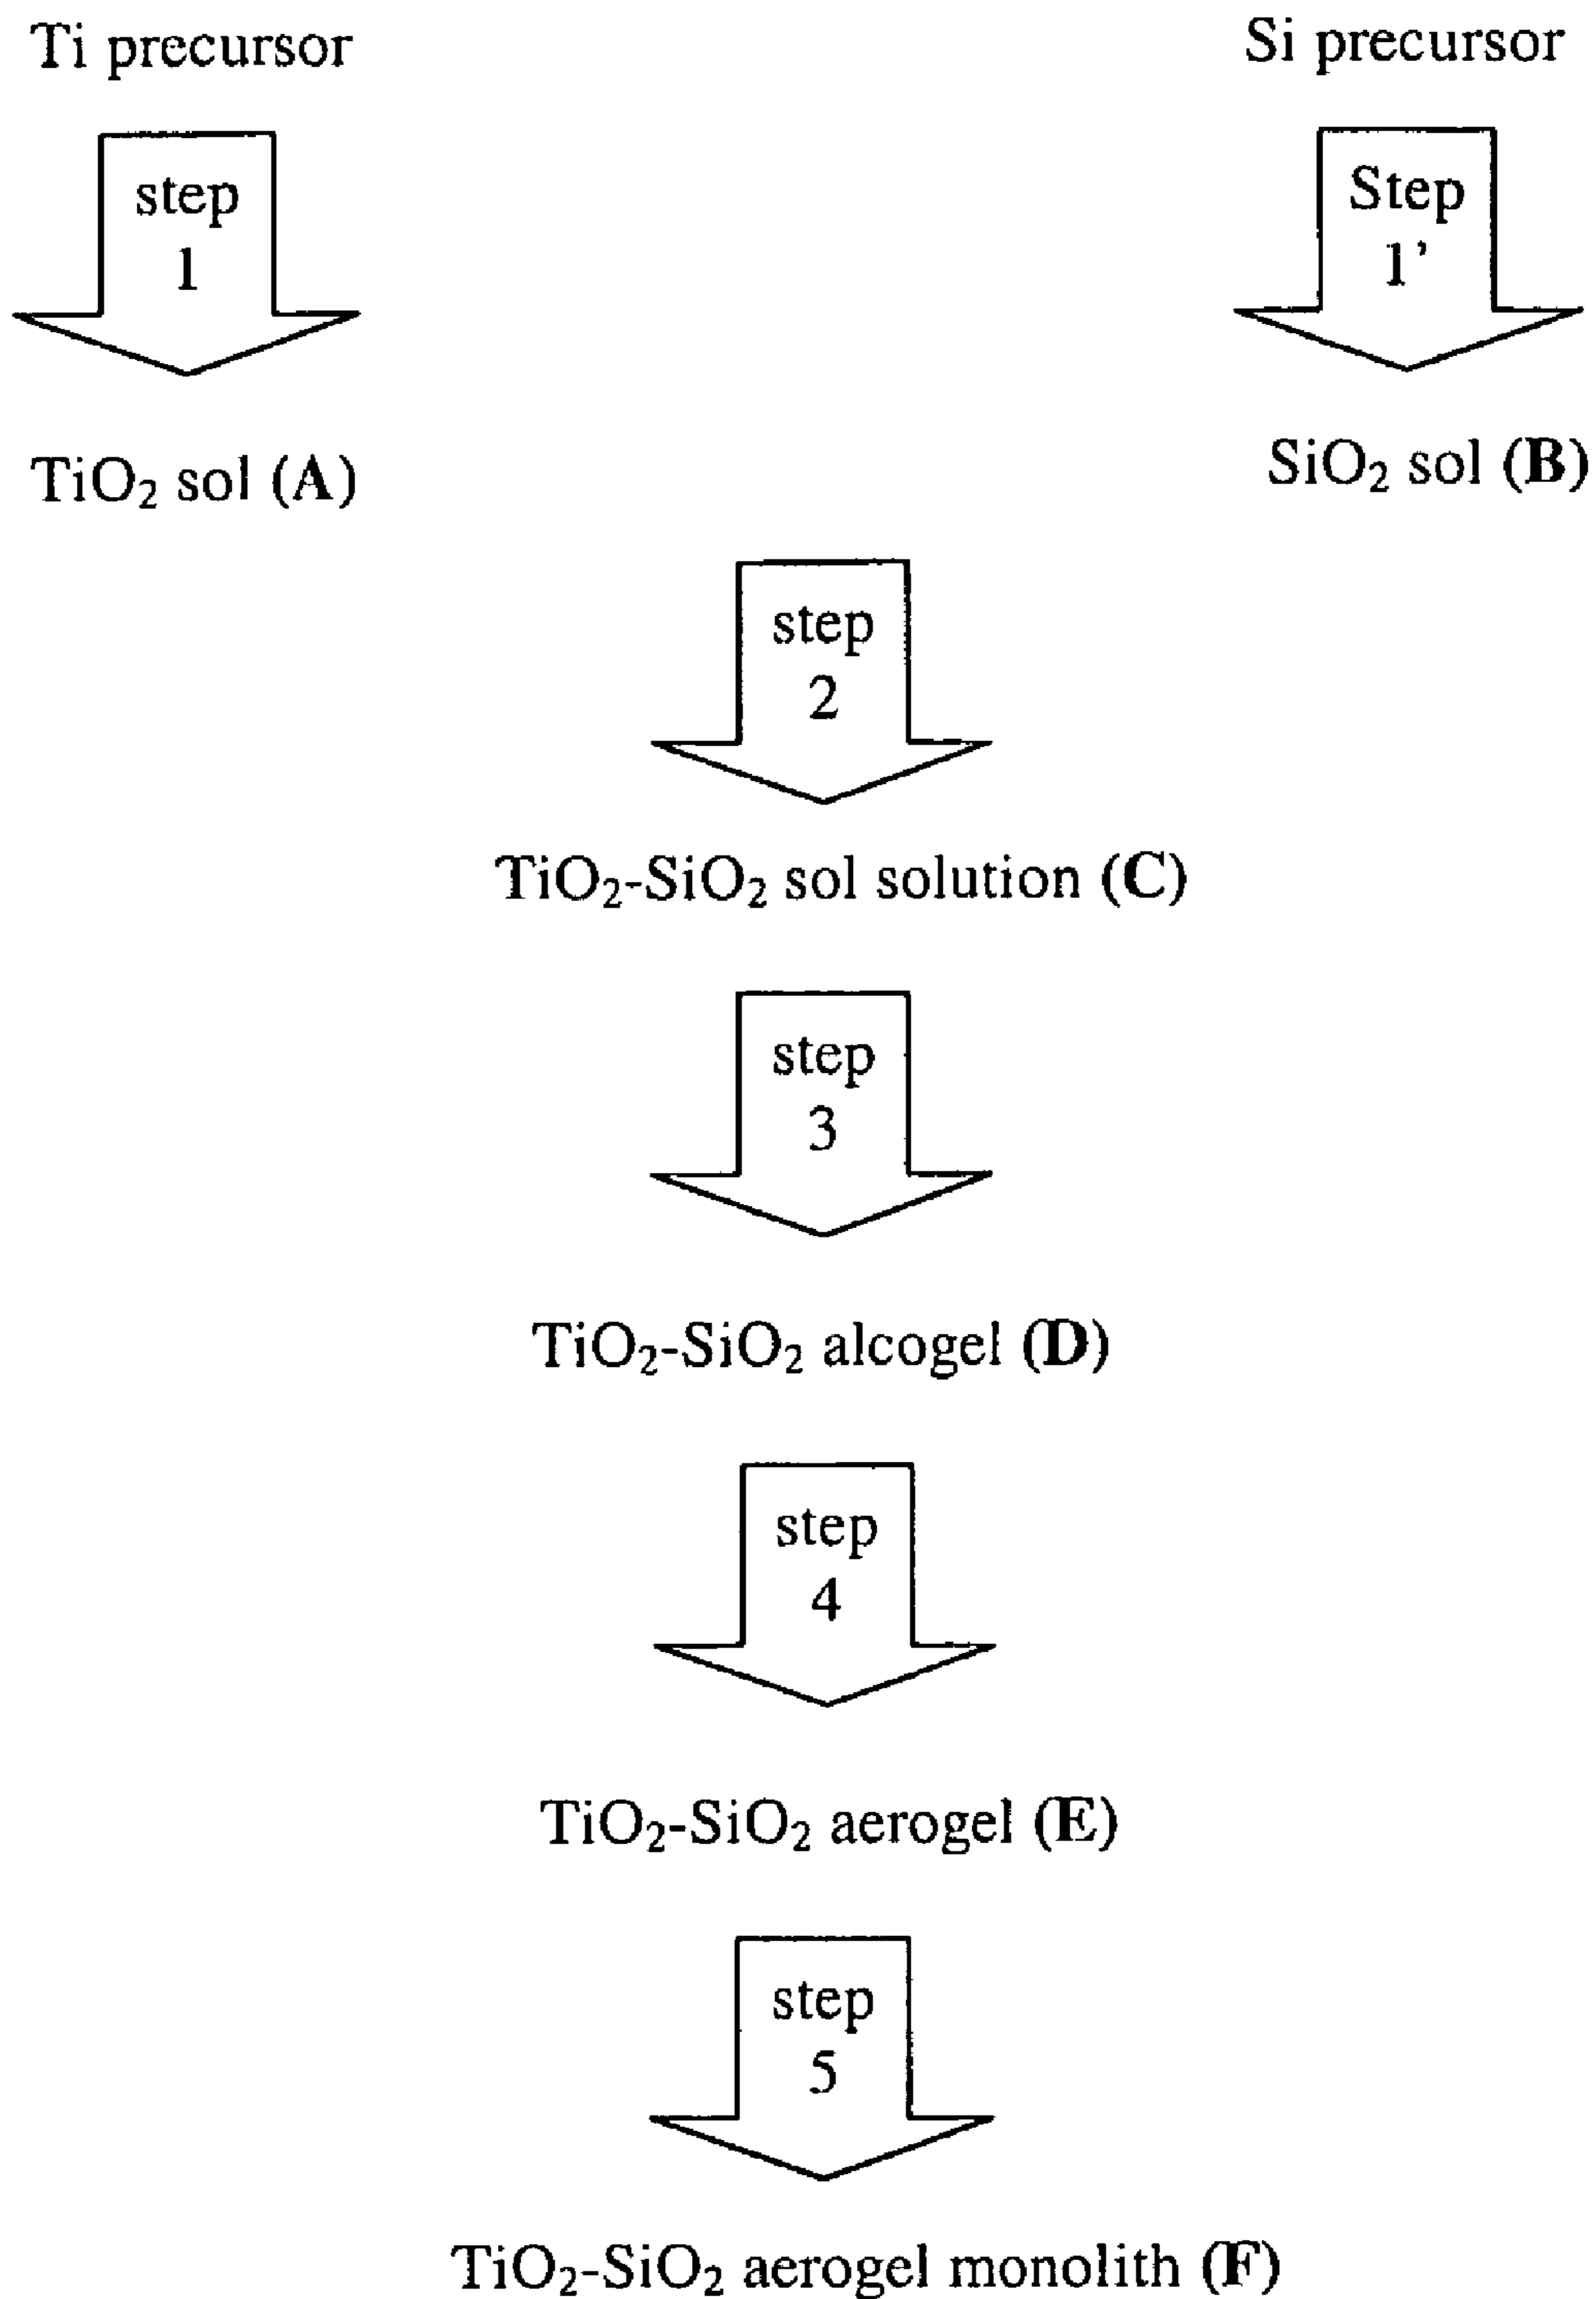 Ti precursor
Si precursor
step
1
Step
1’
TiO₂ sol (A)
SiO₂ sol (B)
step
2
TiO₂-SiO₂ sol solution (C)
step
3
TiO₂-SiO₂ alcogel (D)
step
4
TiO₂-SiO₂ aerogel (E)
step
5
TiO₂-SiO₂ aerogel monolith (F)